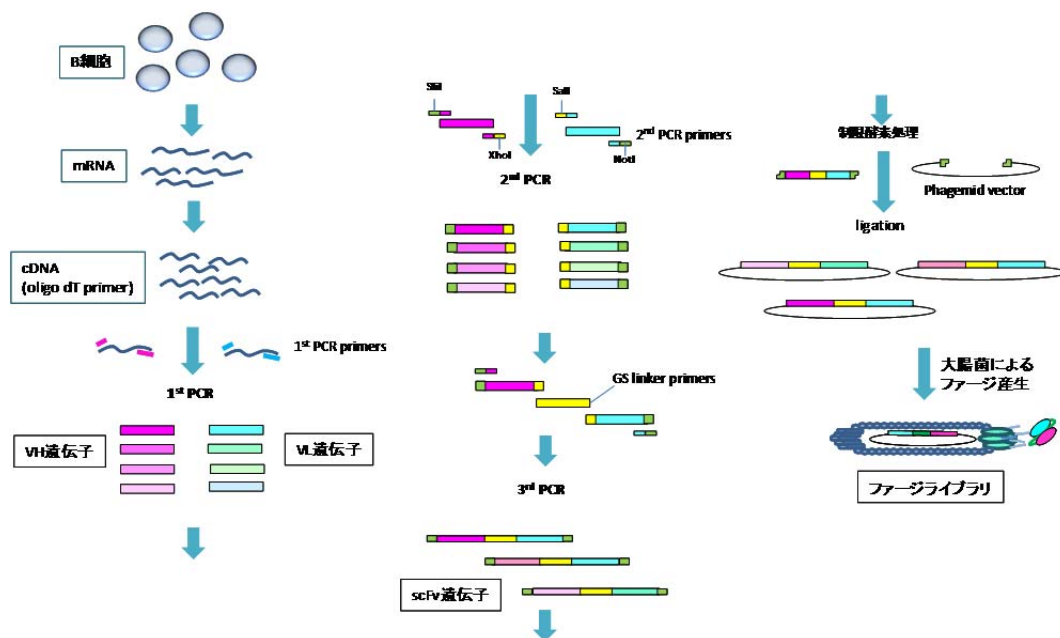 B細胞
mRNA
cDNA
(oligo dT primer)
1st PCR primers
1st PCR
VH遺伝子
VL遺伝子
SfiI
SalI
XhoI
NotI
2nd PCR primers
2nd PCR
GS linker primers
3rd PCR
scFv遺伝子
制限酵素処理
Phagemid vector
ligation
大腸菌による
ファージ産生
ファージライブラリ